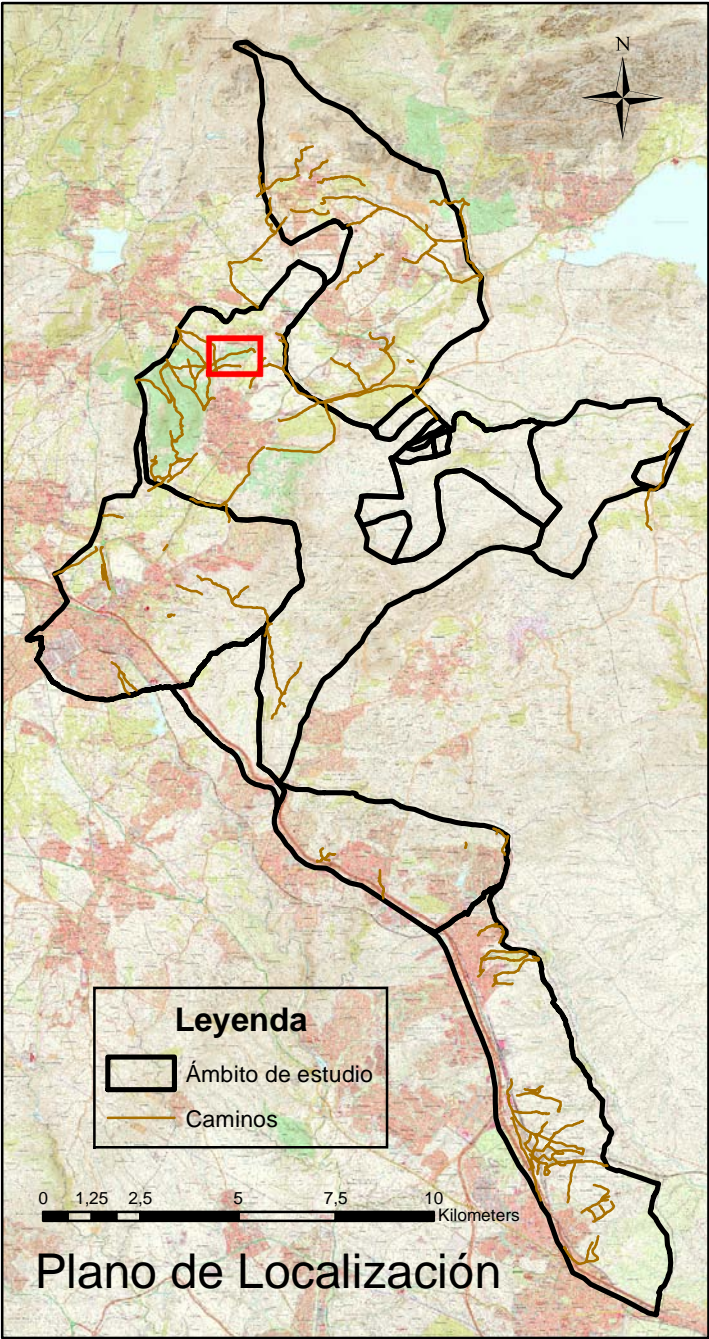 N
Leyenda
Ámbito de estudio
Caminos
0 1,25 2,5 5 7,5 10
Kilometers
Plano de Localización